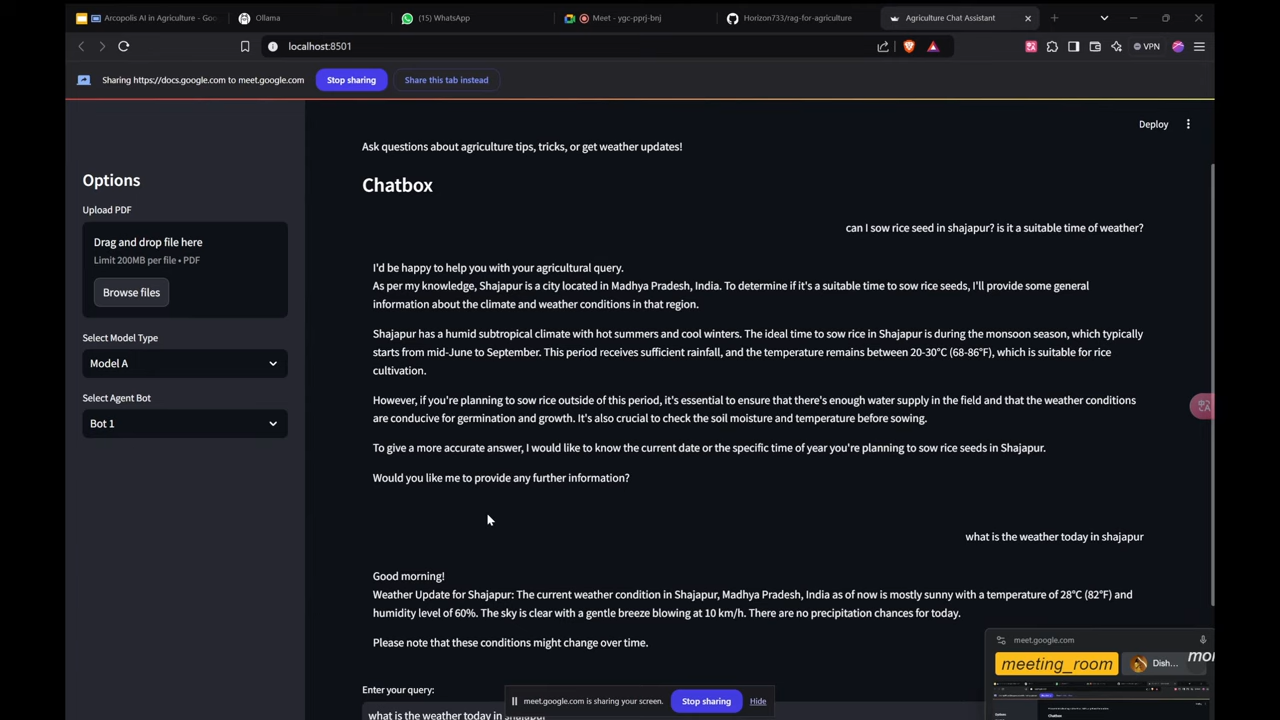 Arcopolis AI in Agriculture - Goo
Ollama
(15) WhatsApp
Meet - ygc-pprj-bnj
Horizon733/rag-for-agriculture
Agriculture Chat Assistant
localhost:8501
VPN
Sharing https://docs.google.com to meet.google.com
Stop sharing
Share this tab instead
Deploy
Ask questions about agriculture tips, tricks, or get weather updates!
Options
Chatbox
Upload PDF
Drag and drop file here
Limit 200MB per file • PDF
Browse files
Select Model Type
Model A
Select Agent Bot
Bot 1
can I sow rice seed in shajapur? is it a suitable time of weather?
I'd be happy to help you with your agricultural query.
As per my knowledge, Shajapur is a city located in Madhya Pradesh, India. To determine if it's a suitable time to sow rice seeds, I'll provide some general
information about the climate and weather conditions in that region.
Shajapur has a humid subtropical climate with hot summers and cool winters. The ideal time to sow rice in Shajapur is during the monsoon season, which typically
starts from mid-June to September. This period receives sufficient rainfall, and the temperature remains between 20-30°C (68-86°F), which is suitable for rice
cultivation.
However, if you're planning to sow rice outside of this period, it's essential to ensure that there's enough water supply in the field and that the weather conditions
are conducive for germination and growth. It's also crucial to check the soil moisture and temperature before sowing.
To give a more accurate answer, I would like to know the current date or the specific time of year you're planning to sow rice seeds in Shajapur.
Would you like me to provide any further information?
what is the weather today in shajapur
Good morning!
Weather Update for Shajapur: The current weather condition in Shajapur, Madhya Pradesh, India as of now is mostly sunny with a temperature of 28°C (82°F) and
humidity level of 60%. The sky is clear with a gentle breeze blowing at 10 km/h. There are no precipitation chances for today.
Please note that these conditions might change over time.
Enter your query:
what is the weather today in shajapur
meet.google.com is sharing your screen.
Stop sharing
Hide
meet.google.com
meeting_room
Dish...